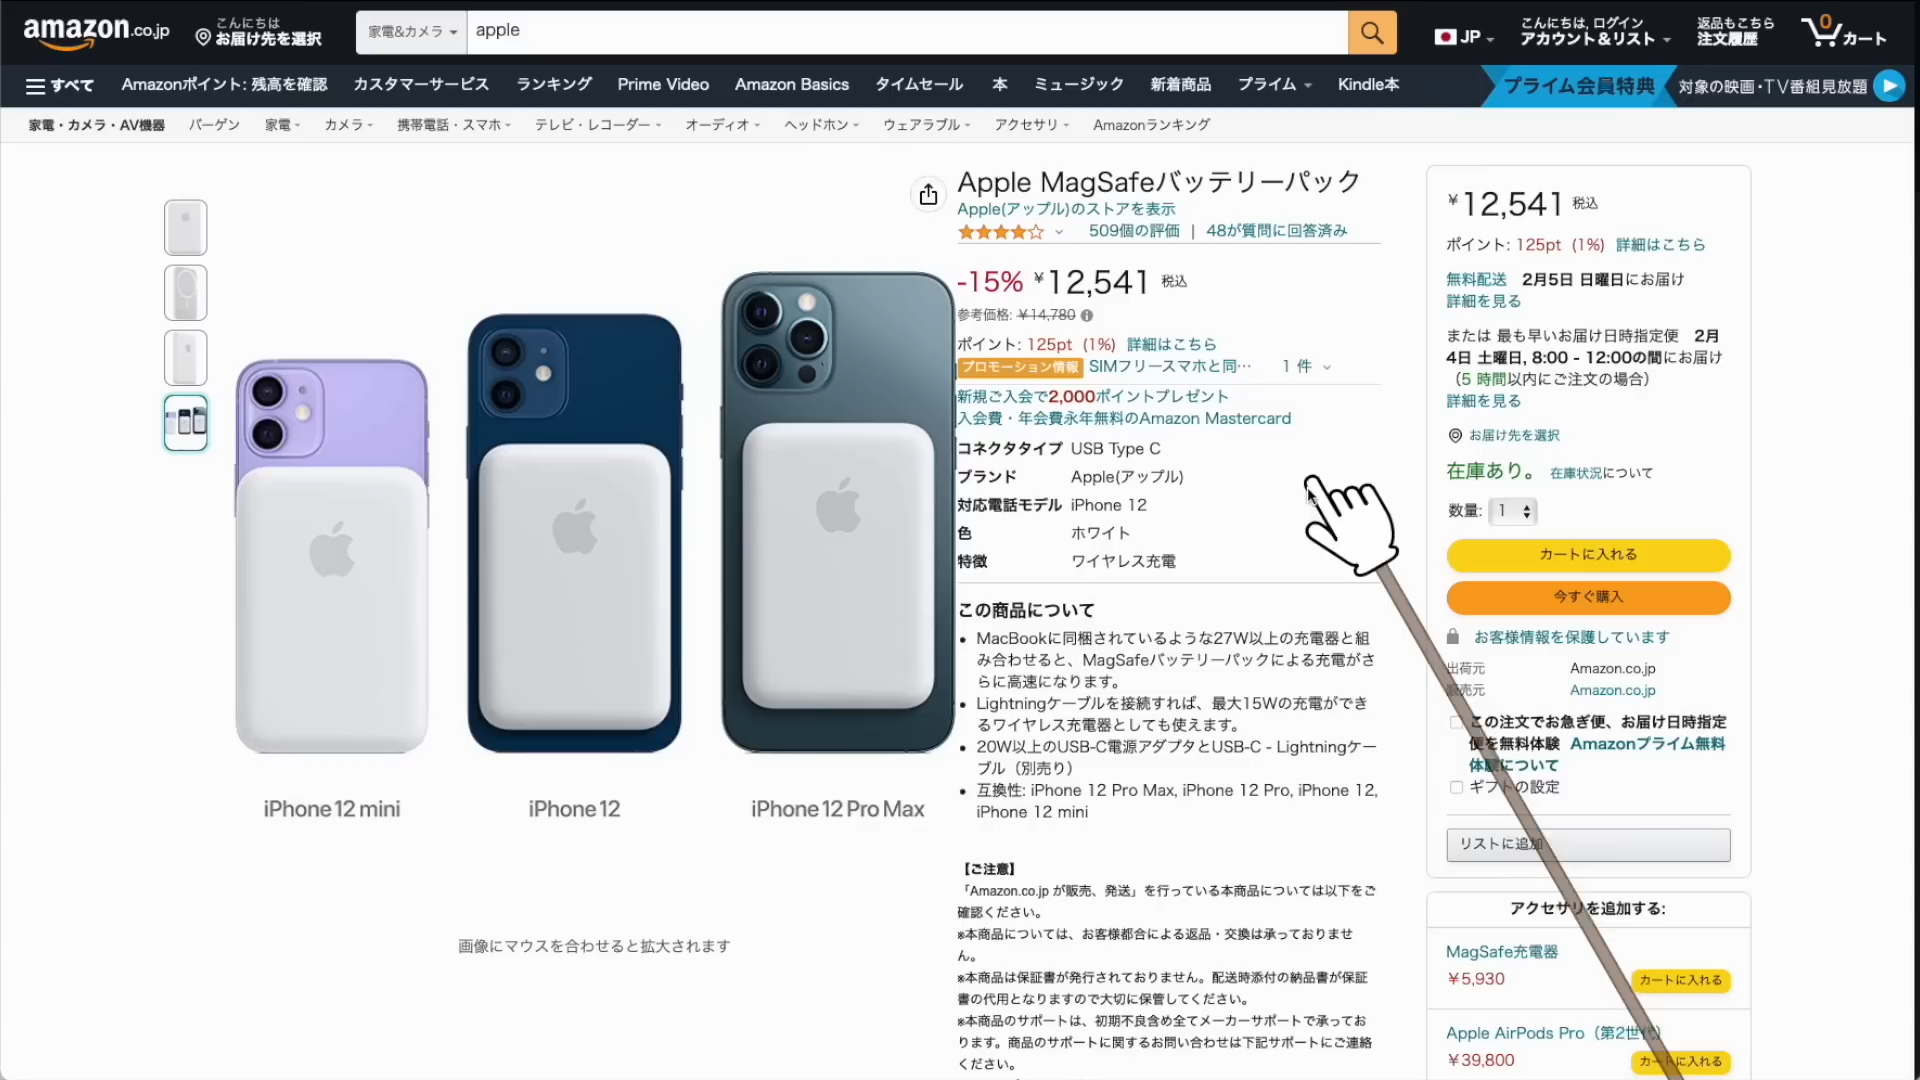 amazon.co.jp
こんにちは
お届け先を選択
家電&カメラ
apple
JP
こんにちは, ログイン
アカウント&リスト
返品もこちら
注文履歴
0
カート
すべて
Amazonポイント: 残高を確認
カスタマーサービス
ランキング
Prime Video
Amazon Basics
タイムセール
本
ミュージック
新着商品
プライム
Kindle本
プライム会員特典
対象の映画・TV番組見放題
家電・カメラ・AV機器
バーゲン
家電
カメラ
携帯電話・スマホ
テレビ・レコーダー
オーディオ
ヘッドホン
ウェアラブル
アクセサリ
Amazonランキング
iPhone 12 mini
iPhone 12
iPhone 12 Pro Max
画像にマウスを合わせると拡大されます
Apple MagSafeバッテリーパック
Apple(アップル)のストアを表示
509個の評価 | 48が質問に回答済み
-15% ¥12,541 税込
参考価格: ¥14,780
ポイント: 125pt (1%) 詳細はこちら
プロモーション情報 SIMフリースマホと同… 1 件
新規ご入会で2,000ポイントプレゼント
入会費・年会費永年無料のAmazon Mastercard
コネクタタイプ USB Type C
ブランド Apple(アップル)
対応電話モデル iPhone 12
色 ホワイト
特徴 ワイヤレス充電
この商品について
MacBookに同梱されているような27W以上の充電器と組
み合わせると、MagSafeバッテリーパックによる充電がさ
らに高速になります。
Lightningケーブルを接続すれば、最大15Wの充電ができ
るワイヤレス充電器としても使えます。
20W以上のUSB-C電源アダプタとUSB-C - Lightningケー
ブル（別売り）
互換性: iPhone 12 Pro Max, iPhone 12 Pro, iPhone 12,
iPhone 12 mini
【ご注意】
「Amazon.co.jp が販売、発送」を行っている本商品については以下をご
確認ください。
※本商品については、お客様都合による返品・交換は承っておりませ
ん。
※本商品は保証書が発行されておりません。配送時添付の納品書が保証
書の代用となりますので大切に保管してください。
※本商品のサポートは、初期不良含め全てメーカーサポートで承ってお
ります。商品のサポートに関するお問い合わせは下記サポートにご連絡
ください。
¥12,541 税込
ポイント: 125pt (1%) 詳細はこちら
無料配送 2月5日 日曜日にお届け
詳細を見る
または 最も早いお届け日時指定便 2月
4日 土曜日, 8:00 - 12:00の間にお届け
（5 時間以内にご注文の場合）
詳細を見る
お届け先を選択
在庫あり。 在庫状況について
数量: 1
カートに入れる
今すぐ購入
お客様情報を保護しています
出荷元 Amazon.co.jp
販売元 Amazon.co.jp
この注文でお急ぎ便、お届け日時指定
便を無料体験 Amazonプライム無料
体験について
ギフトの設定
リストに追加
アクセサリを追加する:
MagSafe充電器
¥5,930
カートに入れる
Apple AirPods Pro（第2世代）
¥39,800
カートに入れる